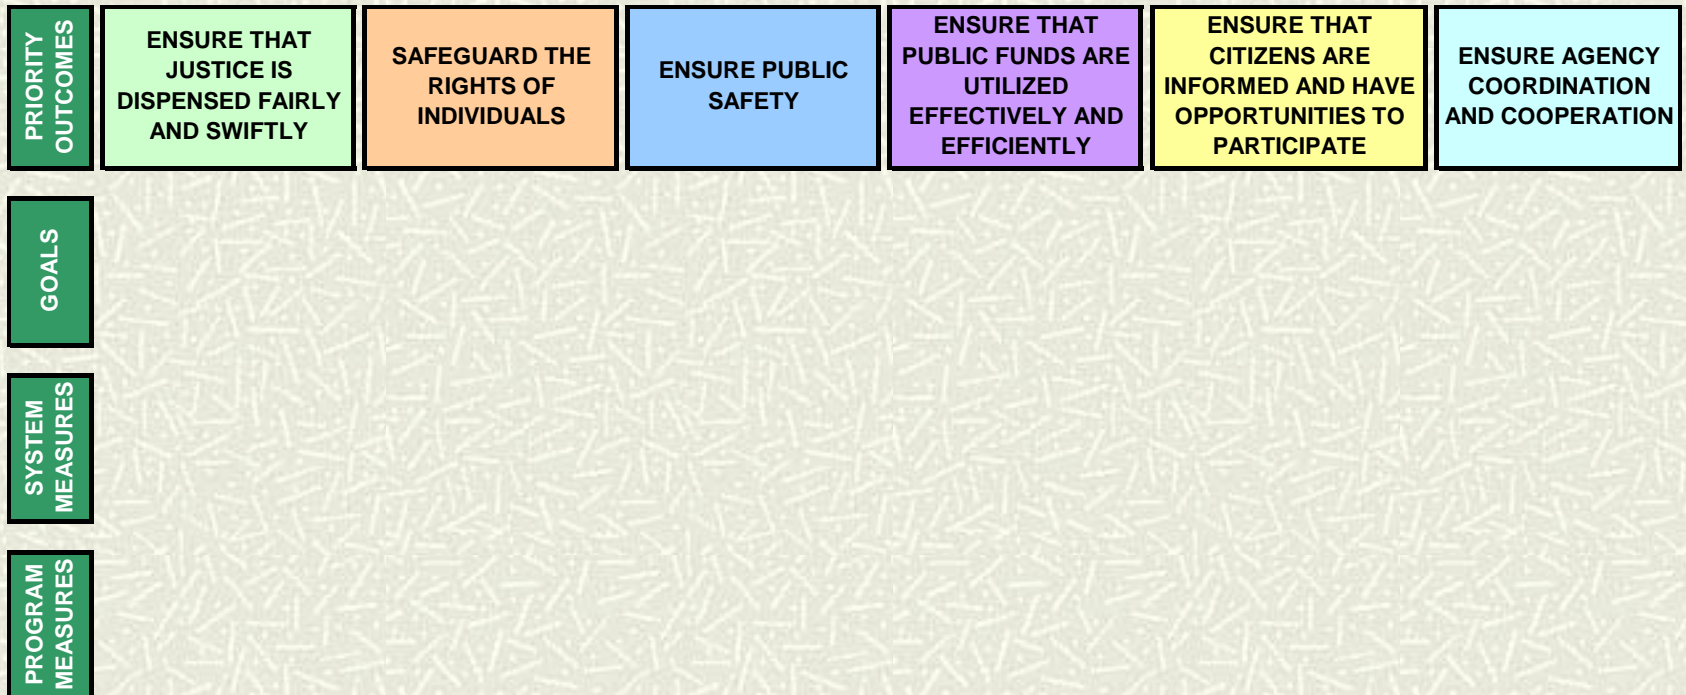 PRIORITY
OUTCOMES
ENSURE THAT
JUSTICE IS
DISPENSED FAIRLY
AND SWIFTLY
SAFEGUARD THE
RIGHTS OF
INDIVIDUALS
ENSURE PUBLIC
SAFETY
ENSURE THAT
PUBLIC FUNDS ARE
UTILIZED
EFFECTIVELY AND
EFFICIENTLY
ENSURE THAT
CITIZENS ARE
INFORMED AND HAVE
OPPORTUNITIES TO
PARTICIPATE
ENSURE AGENCY
COORDINATION
AND COOPERATION
GOALS
SYSTEM
MEASURES
PROGRAM
MEASURES